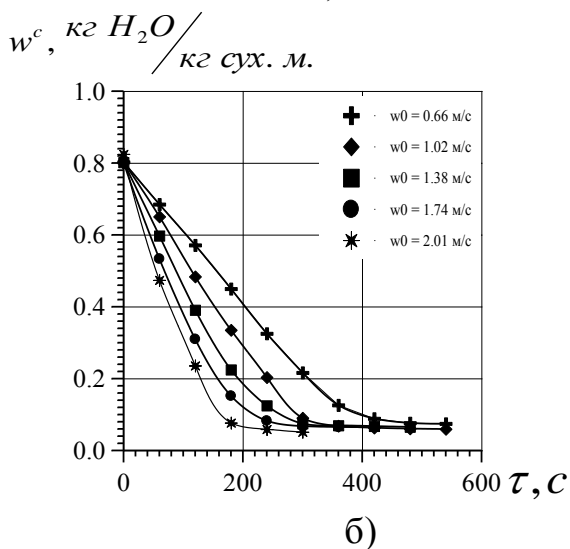 w^c, кг H₂O / кг сух. м.
1.0
w0 = 0.66 м/с
w0 = 1.02 м/с
0.8
w0 = 1.38 м/с
w0 = 1.74 м/с
0.6
w0 = 2.01 м/с
0.4
0.2
0.0
0 200 400 600 τ, c
б)